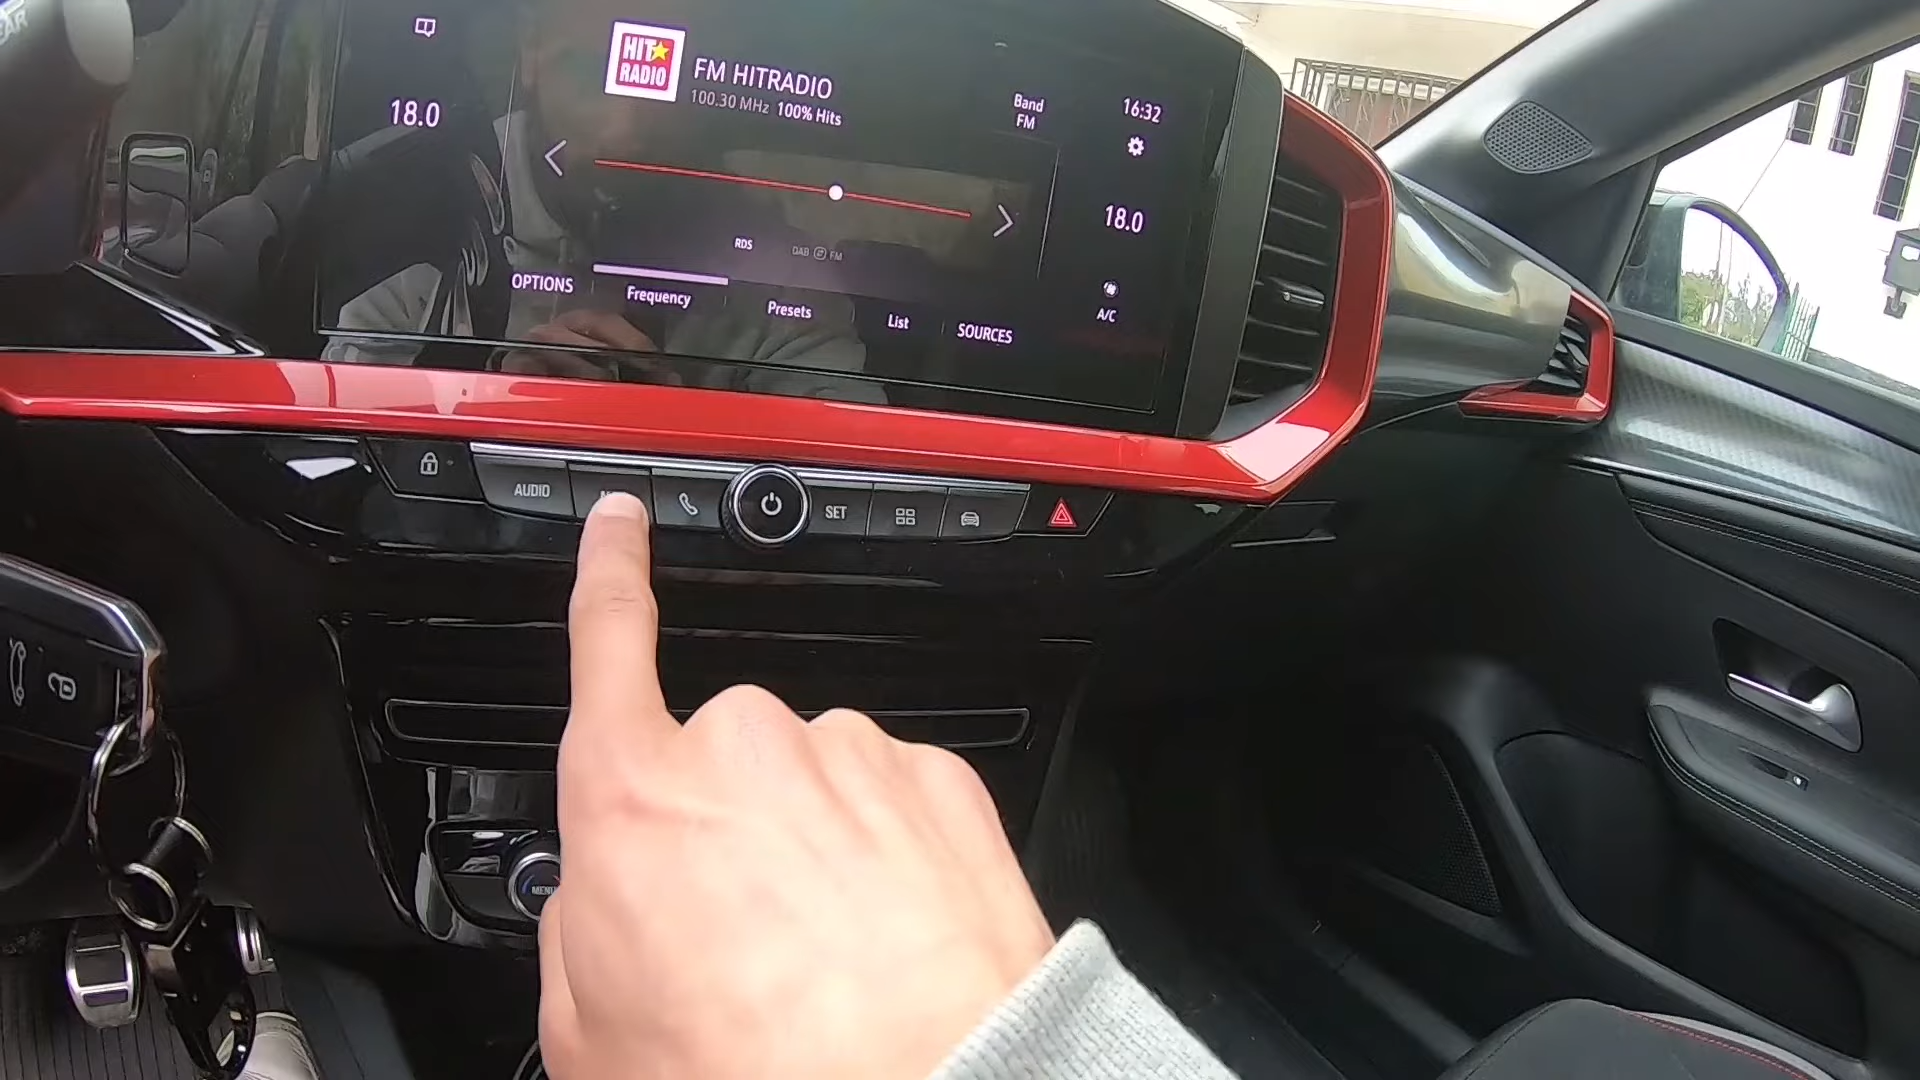 HIT
RADIO
FM HITRADIO
100.30 MHz 100% Hits
Band
FM
16:32
18.0
18.0
RDS
DAB FM
OPTIONS
Frequency
Presets
List
SOURCES
A/C
AUDIO
SET
MENU